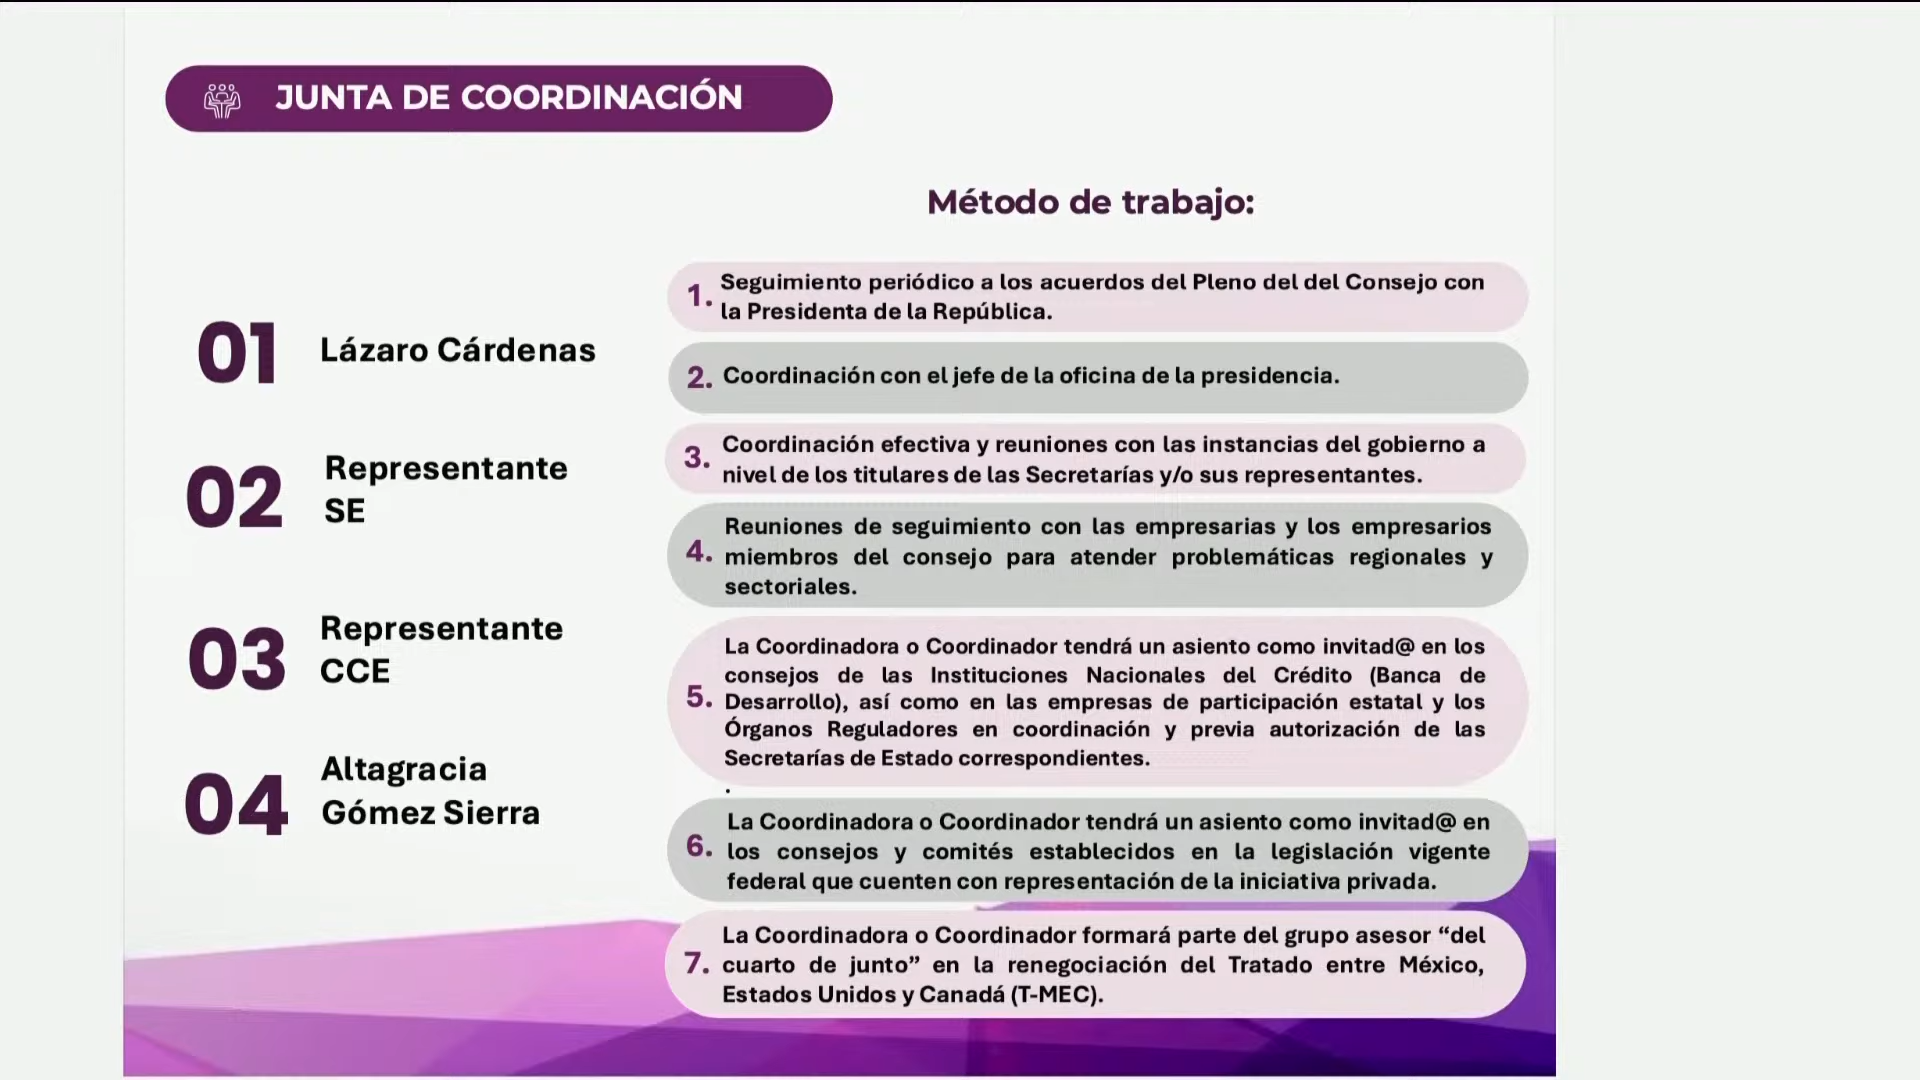 JUNTA DE COORDINACIÓN
01
Lázaro Cárdenas
02
Representante
SE
03
Representante
CCE
04
Altagracia
Gómez Sierra
Método de trabajo:
1. Seguimiento periódico a los acuerdos del Pleno del del Consejo con
la Presidenta de la República.
2. Coordinación con el jefe de la oficina de la presidencia.
3. Coordinación efectiva y reuniones con las instancias del gobierno a
nivel de los titulares de las Secretarías y/o sus representantes.
4. Reuniones de seguimiento con las empresarias y los empresarios
miembros del consejo para atender problemáticas regionales y
sectoriales.
5. La Coordinadora o Coordinador tendrá un asiento como invitad@ en los
consejos de las Instituciones Nacionales del Crédito (Banca de
Desarrollo), así como en las empresas de participación estatal y los
Órganos Reguladores en coordinación y previa autorización de las
Secretarías de Estado correspondientes.
.
6. La Coordinadora o Coordinador tendrá un asiento como invitad@ en
los consejos y comités establecidos en la legislación vigente
federal que cuenten con representación de la iniciativa privada.
7. La Coordinadora o Coordinador formará parte del grupo asesor “del
cuarto de junto” en la renegociación del Tratado entre México,
Estados Unidos y Canadá (T-MEC).